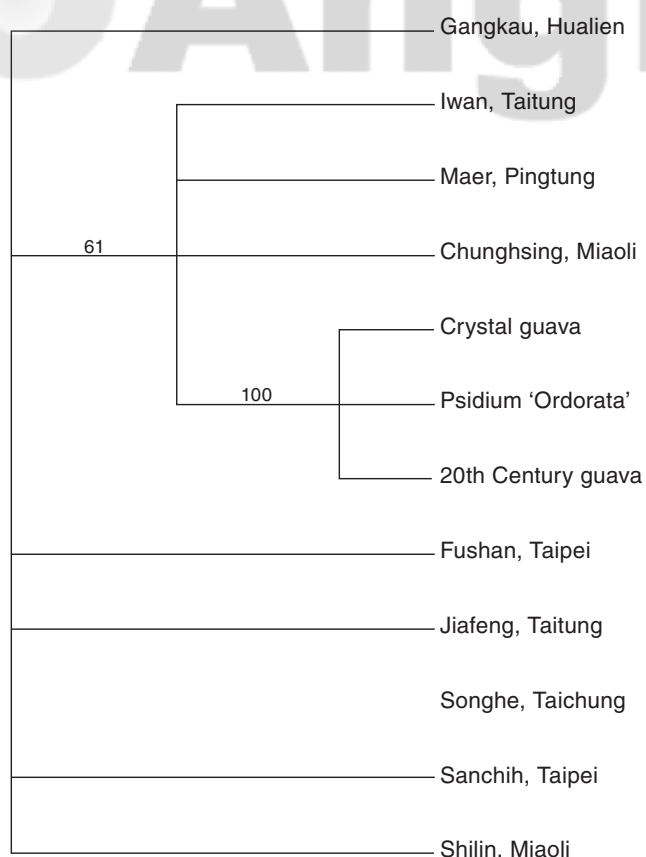 Gangkau, Hualien
Iwan, Taitung
Maer, Pingtung
61
Chunghsing, Miaoli
Crystal guava
100
Psidium ‘Ordorata’
20th Century guava
Fushan, Taipei
Jiafeng, Taitung
Songhe, Taichung
Sanchih, Taipei
Shilin, Miaoli